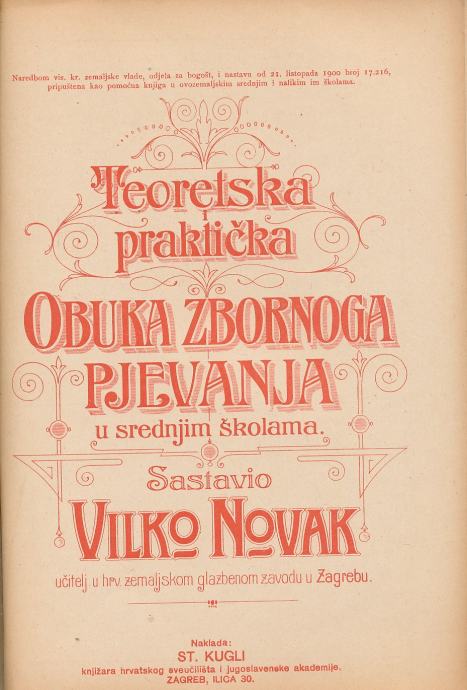 Naredbom vis. kr. zemaljske vlade, odjela za bogošt, i nastavu od 21. listopada 1900 broj 17.216,
pripuštena kao pomoćna knjiga u ovozemaljskim srednjim i nalikim im školama.
Teoretska
i
praktička
OBUKA ZBORNOGA
PJEVANJA
u srednjim školama.
Sastavio
VILKO NOVAK
učitelj u hrv. zemaljskom glazbenom zavodu u Zagrebu.
Naklada:
ST. KUGLI
knjižara hrvatskog sveučilišta i jugoslavenske akademije.
ZAGREB, ILICA 30.